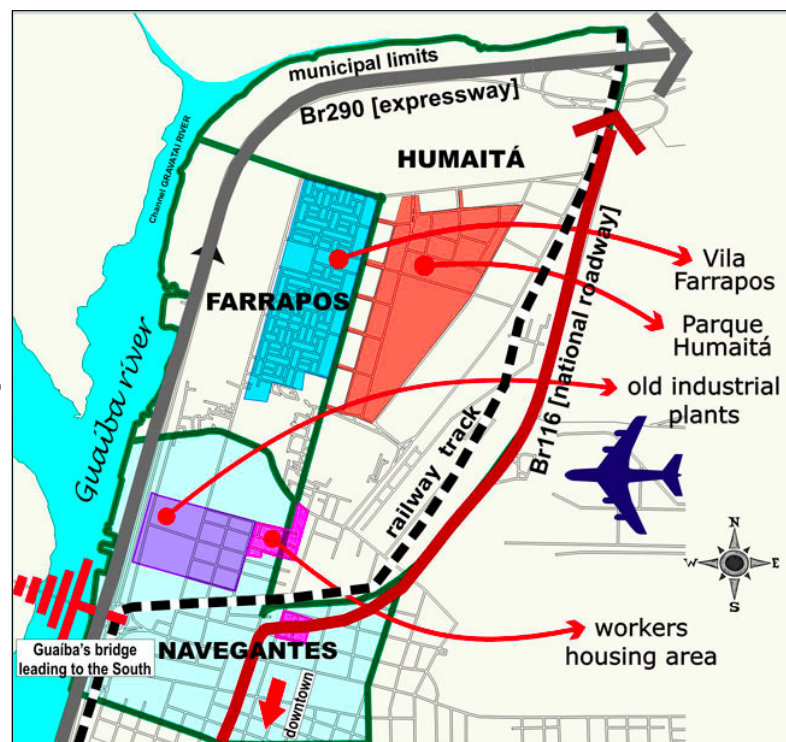 municipal limits
Br290 [expressway]
Channel GRAVATAI RIVER
HUMAITÁ
Vila
Farrapos
FARRAPOS
Parque
Humaitá
Guaíba river
old industrial
plants
Br116 [national roadway]
railway track
N
W
E
S
workers
housing area
Guaíba's bridge
leading to the South
NAVEGANTES
downtown